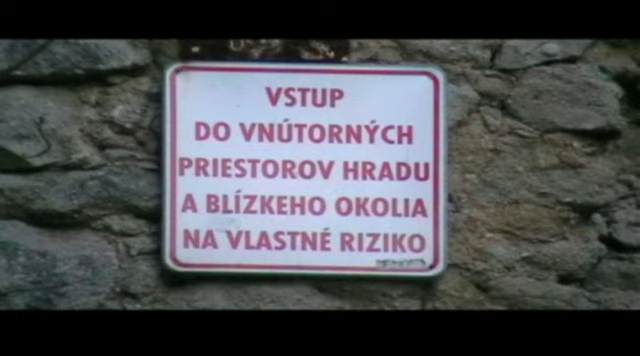 VSTUP
DO VNÚTORNÝCH
PRIESTOROV HRADU
A BLÍZKEHO OKOLIA
NA VLASTNÉ RIZIKO